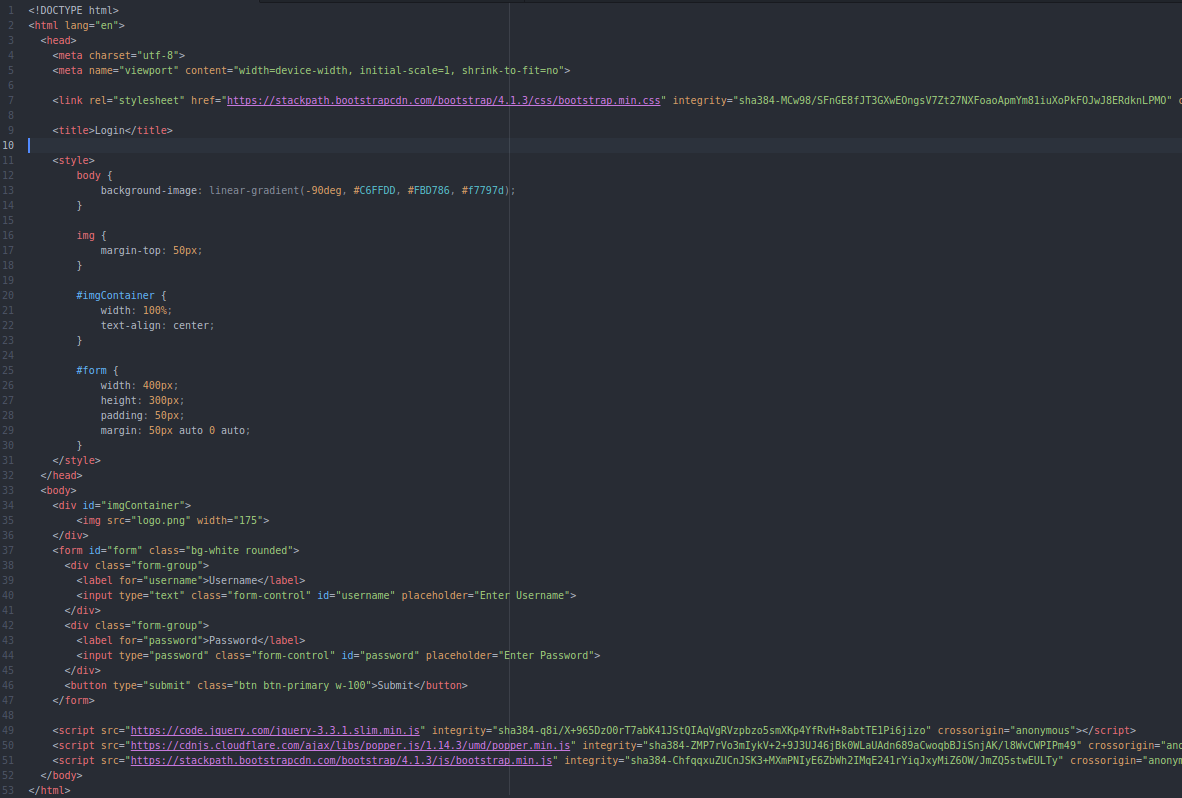 1 <!DOCTYPE html>
2 <html lang="en">
3 <head>
4 <meta charset="utf-8">
5 <meta name="viewport" content="width=device-width, initial-scale=1, shrink-to-fit=no">
6
7 <link rel="stylesheet" href="https://stackpath.bootstrapcdn.com/bootstrap/4.1.3/css/bootstrap.min.css" integrity="sha384-MCw98/SFnGE8fJT3GXwEOngsV7Zt27NXFoaoApmYm81iuXoPkFOJwJ8ERdknLPMO" c
8
9 <title>Login</title>
10
11 <style>
12 body {
13 background-image: linear-gradient(-90deg, #C6FFDD, #FBD786, #f7797d);
14 }
15
16 img {
17 margin-top: 50px;
18 }
19
20 #imgContainer {
21 width: 100%;
22 text-align: center;
23 }
24
25 #form {
26 width: 400px;
27 height: 300px;
28 padding: 50px;
29 margin: 50px auto 0 auto;
30 }
31 </style>
32 </head>
33 <body>
34 <div id="imgContainer">
35 <img src="logo.png" width="175">
36 </div>
37 <form id="form" class="bg-white rounded">
38 <div class="form-group">
39 <label for="username">Username</label>
40 <input type="text" class="form-control" id="username" placeholder="Enter Username">
41 </div>
42 <div class="form-group">
43 <label for="password">Password</label>
44 <input type="password" class="form-control" id="password" placeholder="Enter Password">
45 </div>
46 <button type="submit" class="btn btn-primary w-100">Submit</button>
47 </form>
48
49 <script src="https://code.jquery.com/jquery-3.3.1.slim.min.js" integrity="sha384-q8i/X+965DzO0rT7abK41JStQIAqVgRVzpbzo5smXKp4YfRvH+8abtTE1Pi6jizo" crossorigin="anonymous"></script>
50 <script src="https://cdnjs.cloudflare.com/ajax/libs/popper.js/1.14.3/umd/popper.min.js" integrity="sha384-ZMP7rVo3mIykV+2+9J3UJ46jBk0WLaUAdn689aCwoqbBJiSnjAK/l8WvCWPIPm49" crossorigin="ano
51 <script src="https://stackpath.bootstrapcdn.com/bootstrap/4.1.3/js/bootstrap.min.js" integrity="sha384-ChfqqxuZUCnJSK3+MXmPNIyE6ZbWh2IMqE241rYiqJxyMiZ6OW/JmZQ5stwEULTy" crossorigin="anonym
52 </body>
53 </html>